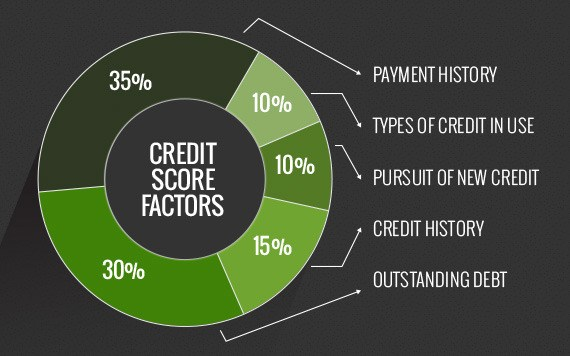 35%
10%
10%
15%
30%
CREDIT
SCORE
FACTORS
PAYMENT HISTORY
TYPES OF CREDIT IN USE
PURSUIT OF NEW CREDIT
CREDIT HISTORY
OUTSTANDING DEBT